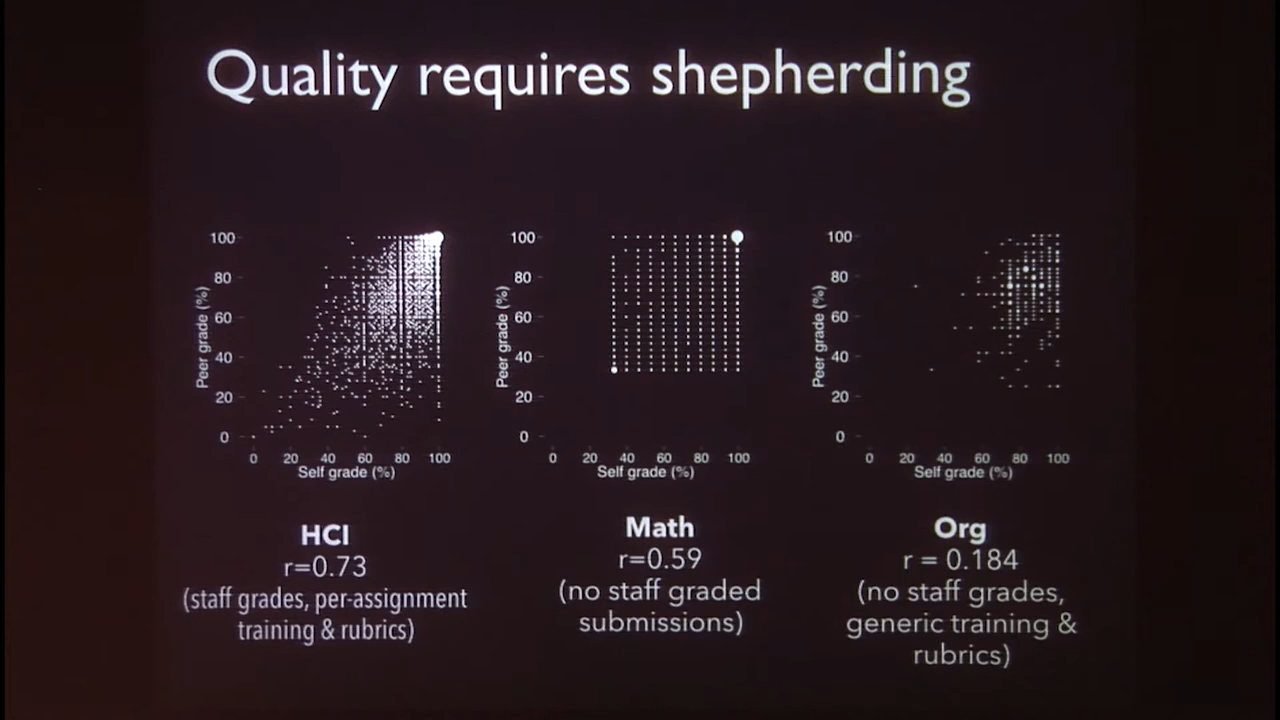 Quality requires shepherding
100
80
60
40
20
0
Peer grade (%)
0 20 40 60 80 100
Self grade (%)
100
80
60
40
20
0
Peer grade (%)
0 20 40 60 80 100
Self grade (%)
100
80
60
40
20
0
Peer grade (%)
0 20 40 60 80 100
Self grade (%)
HCI
r=0.73
(staff grades, per-assignment
training & rubrics)
Math
r=0.59
(no staff graded
submissions)
Org
r = 0.184
(no staff grades,
generic training &
rubrics)